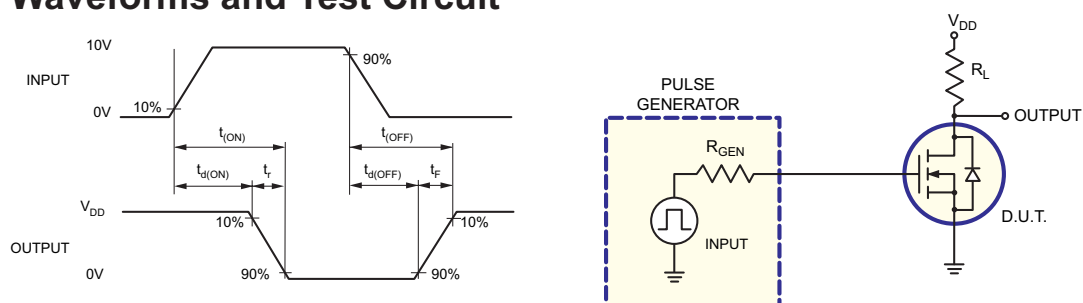 Waveforms and Test Circuit
10V
90%
INPUT
0V
10%
t(ON)
t(OFF)
td(ON)
tr
td(OFF)
tF
VDD
10%
10%
OUTPUT
0V
90%
90%
VDD
RL
PULSE
GENERATOR
OUTPUT
RGEN
D.U.T.
INPUT